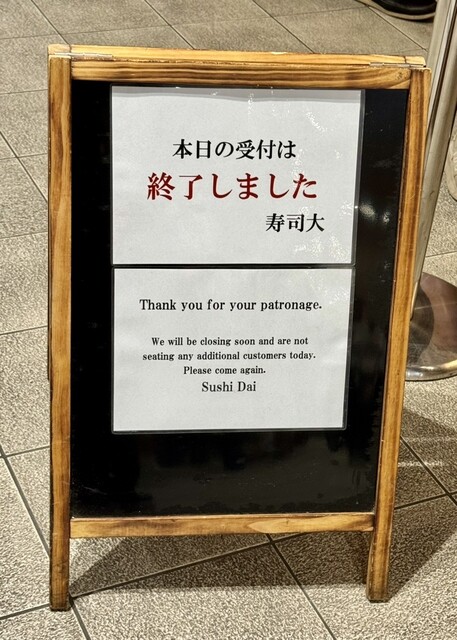 本日の受付は
終了しました
寿司大
Thank you for your patronage.
We will be closing soon and are not
seating any additional customers today.
Please come again.
Sushi Dai